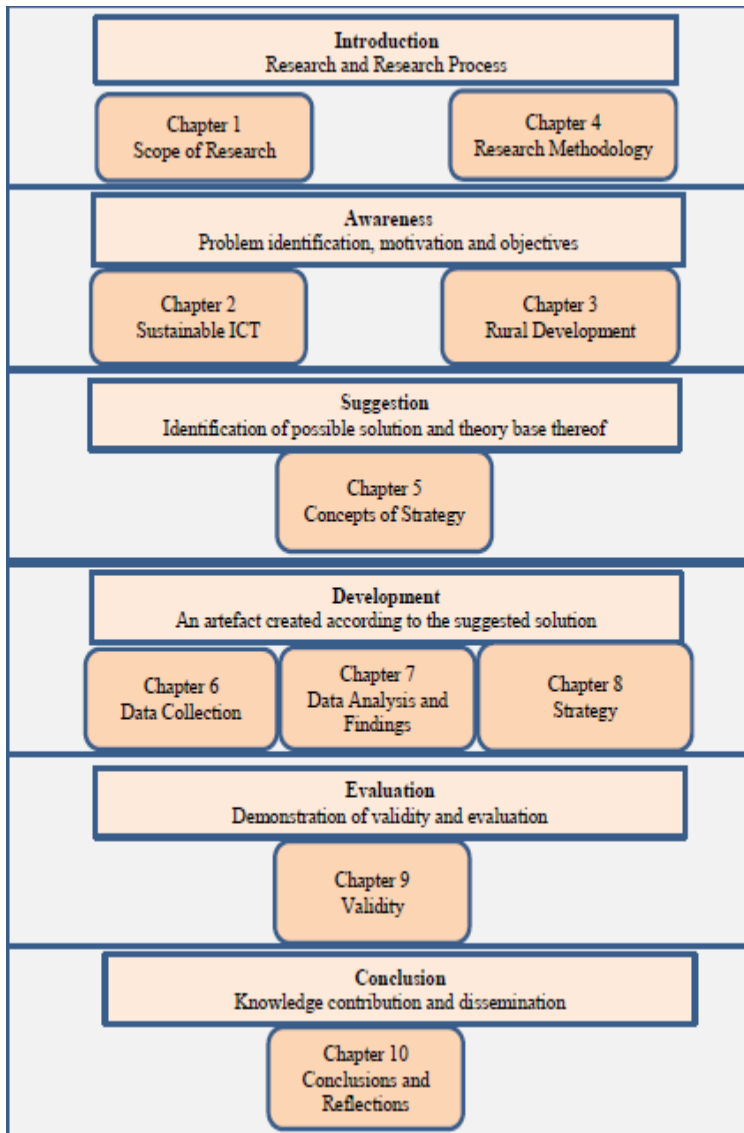 Introduction
Research and Research Process
Chapter 1
Scope of Research
Chapter 4
Research Methodology
Awareness
Problem identification, motivation and objectives
Chapter 2
Sustainable ICT
Chapter 3
Rural Development
Suggestion
Identification of possible solution and theory base thereof
Chapter 5
Concepts of Strategy
Development
An artefact created according to the suggested solution
Chapter 6
Data Collection
Chapter 7
Data Analysis and
Findings
Chapter 8
Strategy
Evaluation
Demonstration of validity and evaluation
Chapter 9
Validity
Conclusion
Knowledge contribution and dissemination
Chapter 10
Conclusions and
Reflections